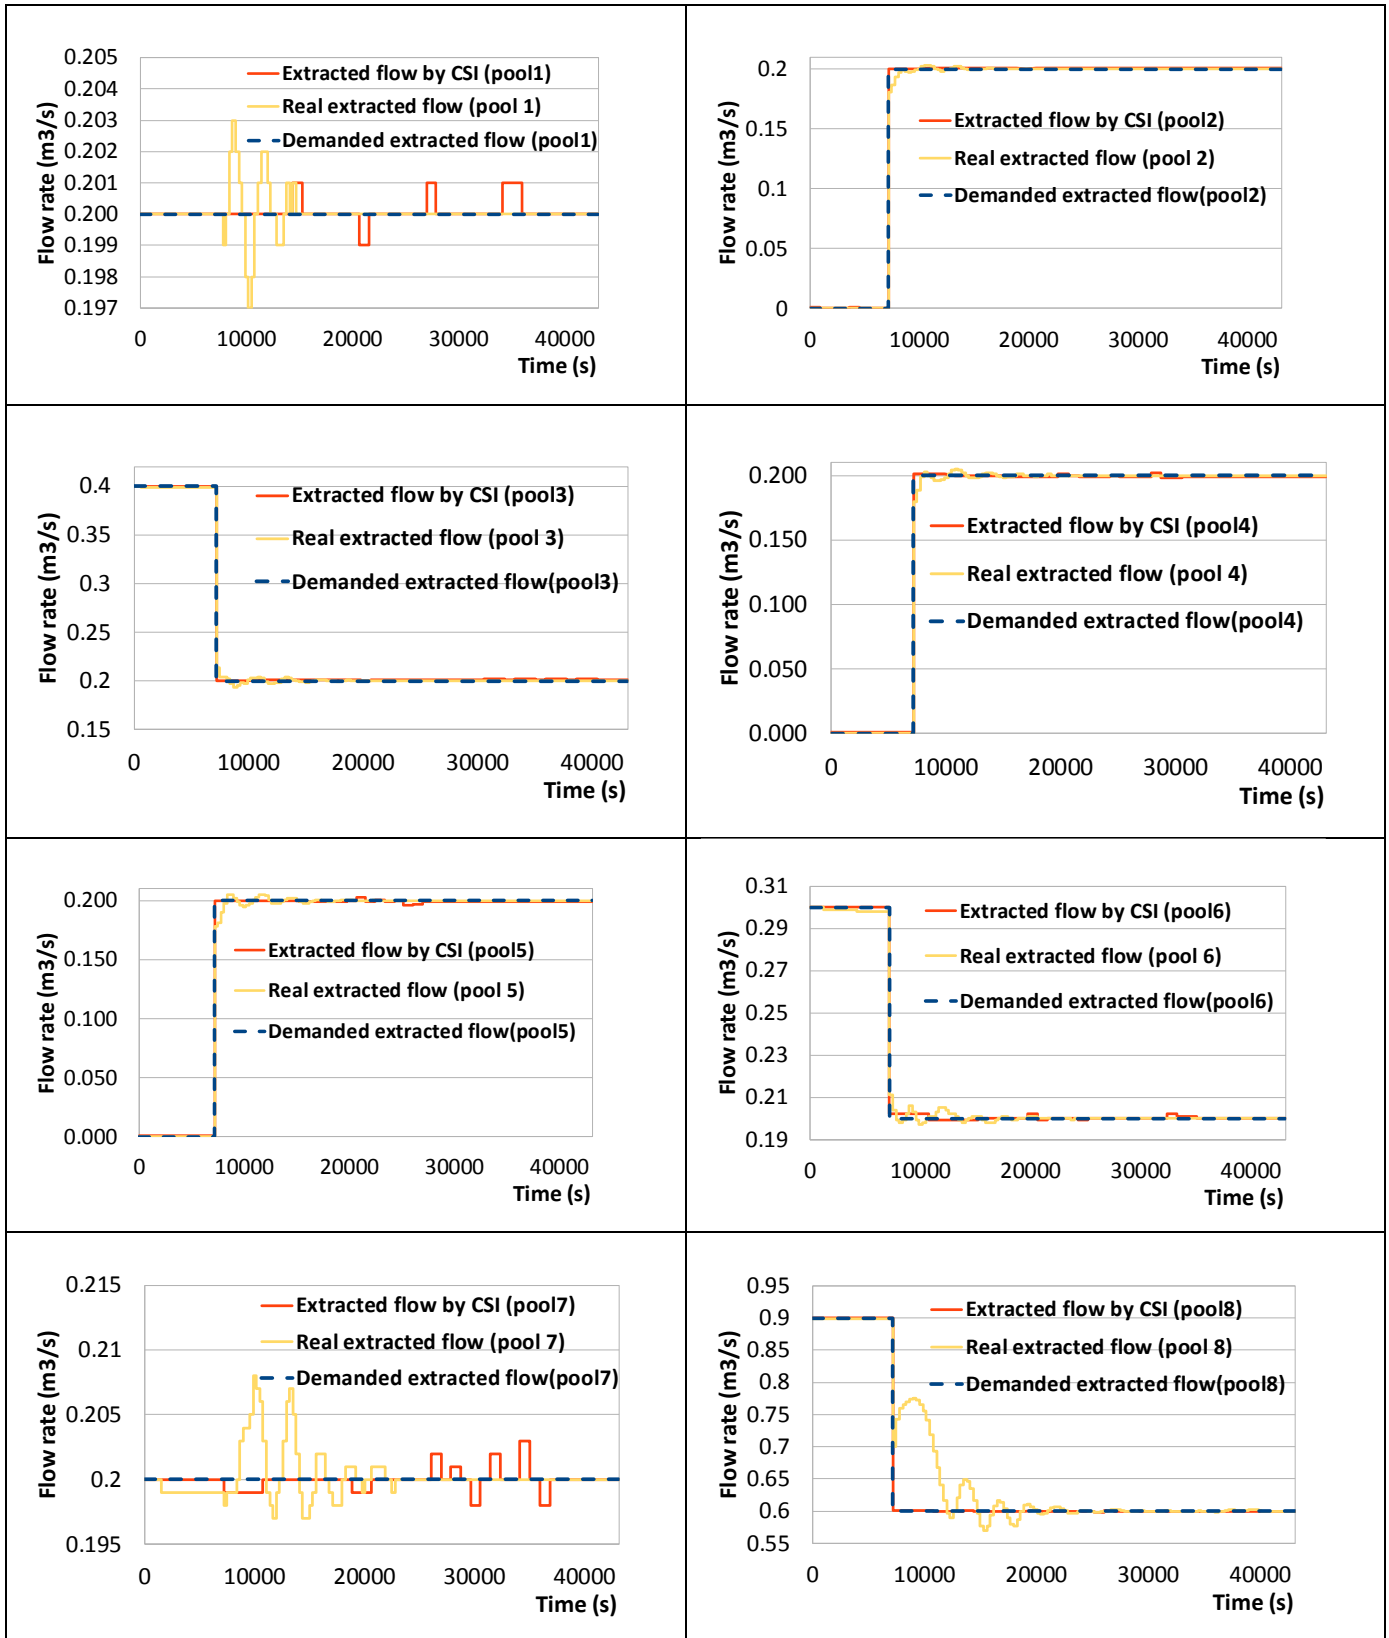 0.205
0.204
0.203
0.202
0.201
0.200
0.199
0.198
0.197
Flow rate (m3/s)
Extracted flow by CSI (pool1)
Real extracted flow (pool 1)
Demanded extracted flow (pool1)
0 10000 20000 30000 40000
Time (s)
0.2
0.15
0.1
0.05
0
Flow rate (m3/s)
Extracted flow by CSI (pool2)
Real extracted flow (pool 2)
Demanded extracted flow(pool2)
0 10000 20000 30000 40000
Time (s)
0.4
0.35
0.3
0.25
0.2
0.15
Flow rate (m3/s)
Extracted flow by CSI (pool3)
Real extracted flow (pool 3)
Demanded extracted flow(pool3)
0 10000 20000 30000 40000
Time (s)
0.200
0.150
0.100
0.050
0.000
Flow rate (m3/s)
Extracted flow by CSI (pool4)
Real extracted flow (pool 4)
Demanded extracted flow(pool4)
0 10000 20000 30000 40000
Time (s)
0.200
0.150
0.100
0.050
0.000
Flow rate (m3/s)
Extracted flow by CSI (pool5)
Real extracted flow (pool 5)
Demanded extracted flow(pool5)
0 10000 20000 30000 40000
Time (s)
0.31
0.29
0.27
0.25
0.23
0.21
0.19
Flow rate (m3/s)
Extracted flow by CSI (pool6)
Real extracted flow (pool 6)
Demanded extracted flow(pool6)
0 10000 20000 30000 40000
Time (s)
0.215
0.21
0.205
0.2
0.195
Flow rate (m3/s)
Extracted flow by CSI (pool7)
Real extracted flow (pool 7)
Demanded extracted flow(pool7)
0 10000 20000 30000 40000
Time (s)
0.95
0.9
0.85
0.8
0.75
0.7
0.65
0.6
0.55
Flow rate (m3/s)
Extracted flow by CSI (pool8)
Real extracted flow (pool 8)
Demanded extracted flow(pool8)
0 10000 20000 30000 40000
Time (s)